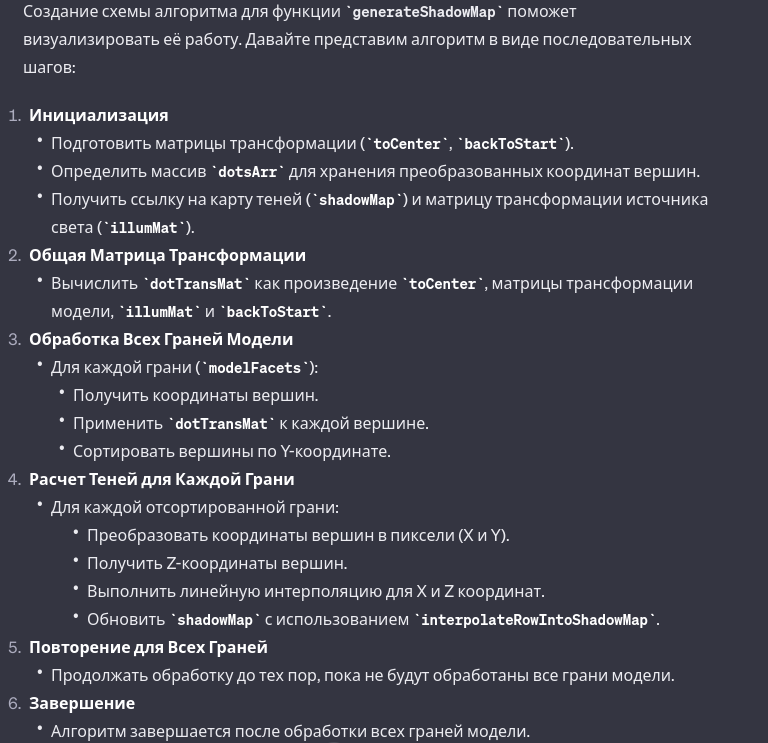 Создание схемы алгоритма для функции `generateShadowMap` поможет
визуализировать её работу. Давайте представим алгоритм в виде последовательных
шагов:
1. Инициализация
• Подготовить матрицы трансформации (`toCenter`, `backToStart`).
• Определить массив `dotsArr` для хранения преобразованных координат вершин.
• Получить ссылку на карту теней (`shadowMap`) и матрицу трансформации источника
света (`illumMat`).
2. Общая Матрица Трансформации
• Вычислить `dotTransMat` как произведение `toCenter`, матрицы трансформации
модели, `illumMat` и `backToStart`.
3. Обработка Всех Граней Модели
• Для каждой грани (`modelFacets`):
• Получить координаты вершин.
• Применить `dotTransMat` к каждой вершине.
• Сортировать вершины по Y-координате.
4. Расчет Теней для Каждой Грани
• Для каждой отсортированной грани:
• Преобразовать координаты вершин в пиксели (X и Y).
• Получить Z-координаты вершин.
• Выполнить линейную интерполяцию для X и Z координат.
• Обновить `shadowMap` с использованием `interpolateRowIntoShadowMap`.
5. Повторение для Всех Граней
• Продолжать обработку до тех пор, пока не будут обработаны все грани модели.
6. Завершение
• Алгоритм завершается после обработки всех граней модели.